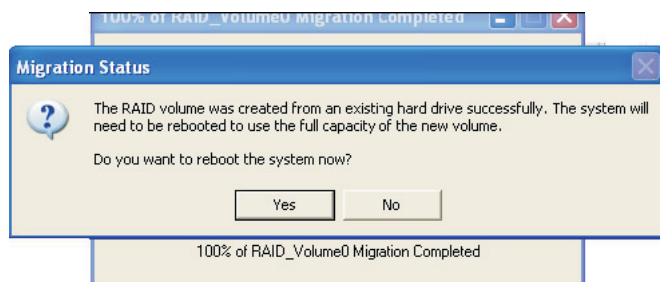 100% of RAID_Volume0 Migration Completed
Migration Status
The RAID volume was created from an existing hard drive successfully. The system will
need to be rebooted to use the full capacity of the new volume.
Do you want to reboot the system now?
Yes No
100% of RAID_Volume0 Migration Completed